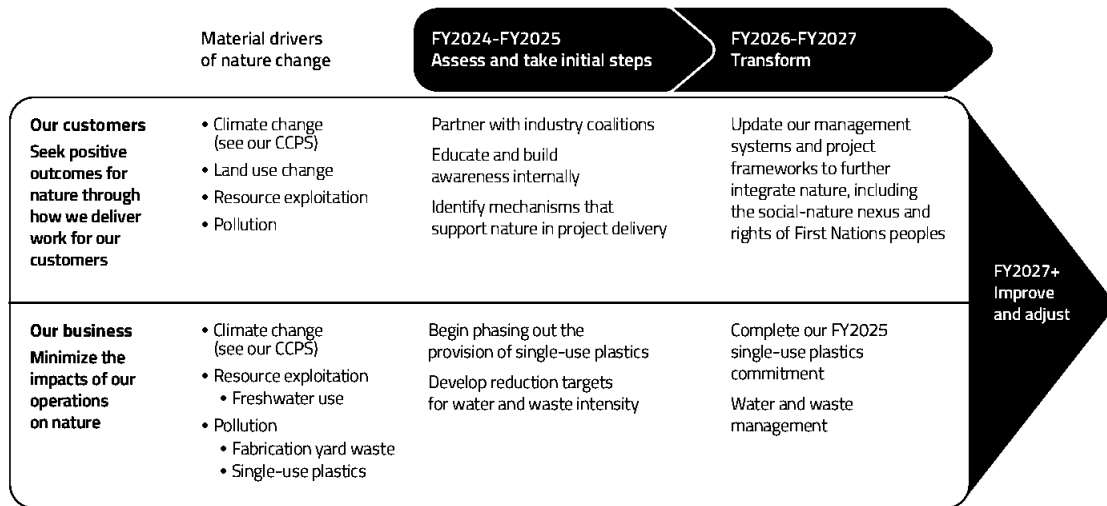 Material drivers
of nature change
FY2024-FY2025
Assess and take initial steps
FY2026-FY2027
Transform
Our customers
Seek positive
outcomes for
nature through
how we deliver
work for our
customers
• Climate change
(see our CCPS)
• Land use change
• Resource exploitation
• Pollution
Partner with industry coalitions
Educate and build
awareness internally
Identify mechanisms that
support nature in project delivery
Update our management
systems and project
frameworks to further
integrate nature, including
the social-nature nexus and
rights of First Nations peoples
Our business
Minimize the
impacts of our
operations
on nature
• Climate change
(see our CCPS)
• Resource exploitation
• Freshwater use
• Pollution
• Fabrication yard waste
• Single-use plastics
Begin phasing out the
provision of single-use plastics
Develop reduction targets
for water and waste intensity
Complete our FY2025
single-use plastics
commitment
Water and waste
management
FY2027+
Improve
and adjust